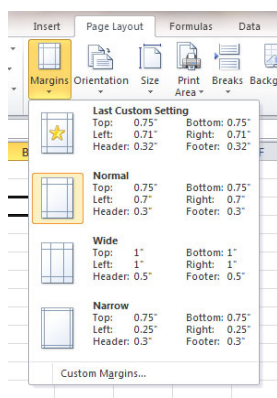 Insert Page Layout Formulas Data
Margins Orientation Size Print Area Breaks Backg
B F
Last Custom Setting
Top: 0.75" Bottom: 0.75"
Left: 0.71" Right: 0.71"
Header: 0.32" Footer: 0.32"
Normal
Top: 0.75" Bottom: 0.75"
Left: 0.7" Right: 0.7"
Header: 0.3" Footer: 0.3"
Wide
Top: 1" Bottom: 1"
Left: 1" Right: 1"
Header: 0.5" Footer: 0.5"
Narrow
Top: 0.75" Bottom: 0.75"
Left: 0.25" Right: 0.25"
Header: 0.3" Footer: 0.3"
Custom Margins...